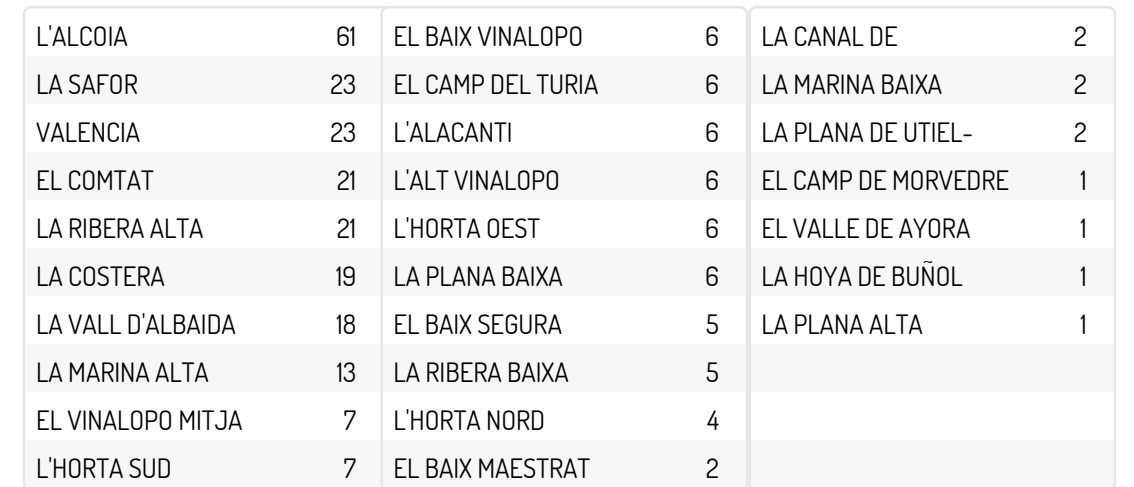 L'ALCOIA 61
LA SAFOR 23
VALENCIA 23
EL COMTAT 21
LA RIBERA ALTA 21
LA COSTERA 19
LA VALL D'ALBAIDA 18
LA MARINA ALTA 13
EL VINALOPO MITJA 7
L'HORTA SUD 7
EL BAIX VINALOPO 6
EL CAMP DEL TURIA 6
L'ALACANTI 6
L'ALT VINALOPO 6
L'HORTA OEST 6
LA PLANA BAIXA 6
EL BAIX SEGURA 5
LA RIBERA BAIXA 5
L'HORTA NORD 4
EL BAIX MAESTRAT 2
LA CANAL DE 2
LA MARINA BAIXA 2
LA PLANA DE UTIEL- 2
EL CAMP DE MORVEDRE 1
EL VALLE DE AYORA 1
LA HOYA DE BUÑOL 1
LA PLANA ALTA 1